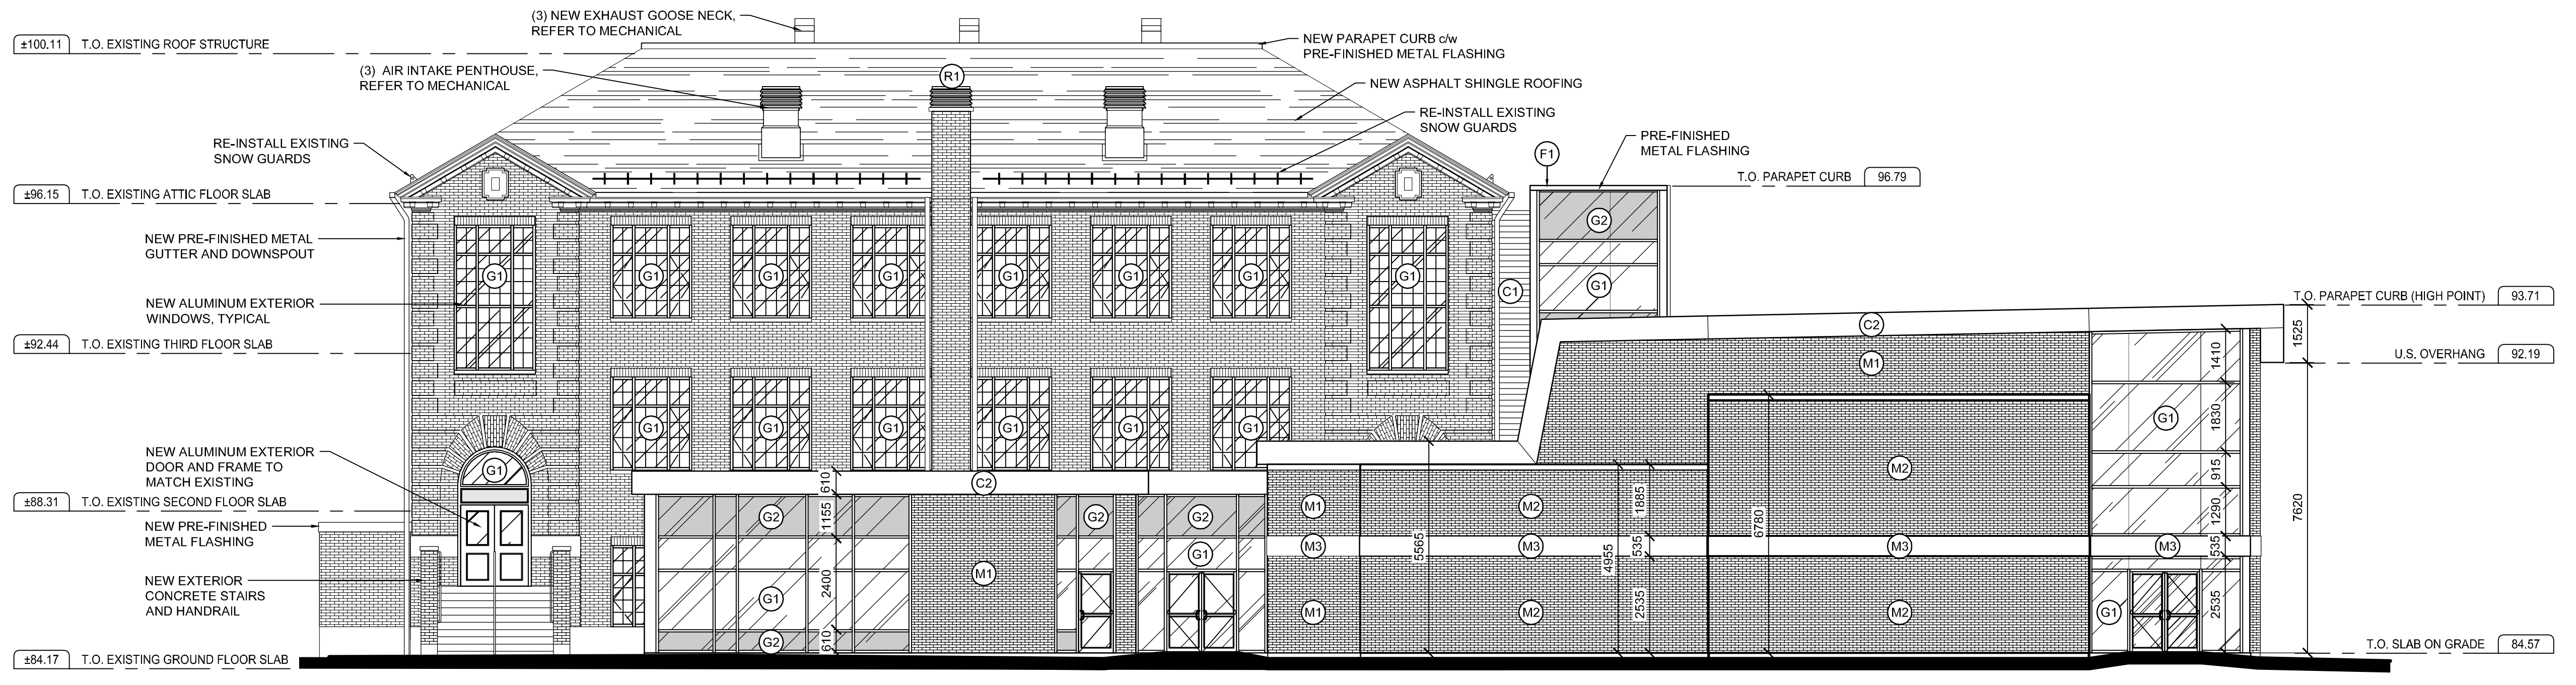 (3) NEW EXHAUST GOOSE NECK,
REFER TO MECHANICAL
±100.11 T.O. EXISTING ROOF STRUCTURE
NEW PARAPET CURB c/w
PRE-FINISHED METAL FLASHING
(3) AIR INTAKE PENTHOUSE,
REFER TO MECHANICAL
R1
NEW ASPHALT SHINGLE ROOFING
RE-INSTALL EXISTING
SNOW GUARDS
PRE-FINISHED
METAL FLASHING
RE-INSTALL EXISTING
SNOW GUARDS
F1
T.O. PARAPET CURB 96.79
±96.15 T.O. EXISTING ATTIC FLOOR SLAB
G2
NEW PRE-FINISHED METAL
GUTTER AND DOWNSPOUT
G1 G1 G1 G1 G1 G1 G1 G1
C1
G1
T.O. PARAPET CURB (HIGH POINT) 93.71
NEW ALUMINUM EXTERIOR
WINDOWS, TYPICAL
C2
1525
±92.44 T.O. EXISTING THIRD FLOOR SLAB
M1
1410
U.S. OVERHANG 92.19
G1 G1 G1 G1 G1 G1
G1
1830
NEW ALUMINUM EXTERIOR
DOOR AND FRAME TO
MATCH EXISTING
G1
M2
915
610
C2
±88.31 T.O. EXISTING SECOND FLOOR SLAB
M1 M2
1885
G2 G2 G2
1155
6780
1290
7620
NEW PRE-FINISHED
METAL FLASHING
G1
M3 M3 M3 M3
535
535
5565
4955
NEW EXTERIOR
CONCRETE STAIRS
AND HANDRAIL
M1
2400
G1
M1 M2 M2 G1
2535
2535
G2
610
±84.17 T.O. EXISTING GROUND FLOOR SLAB
T.O. SLAB ON GRADE 84.57